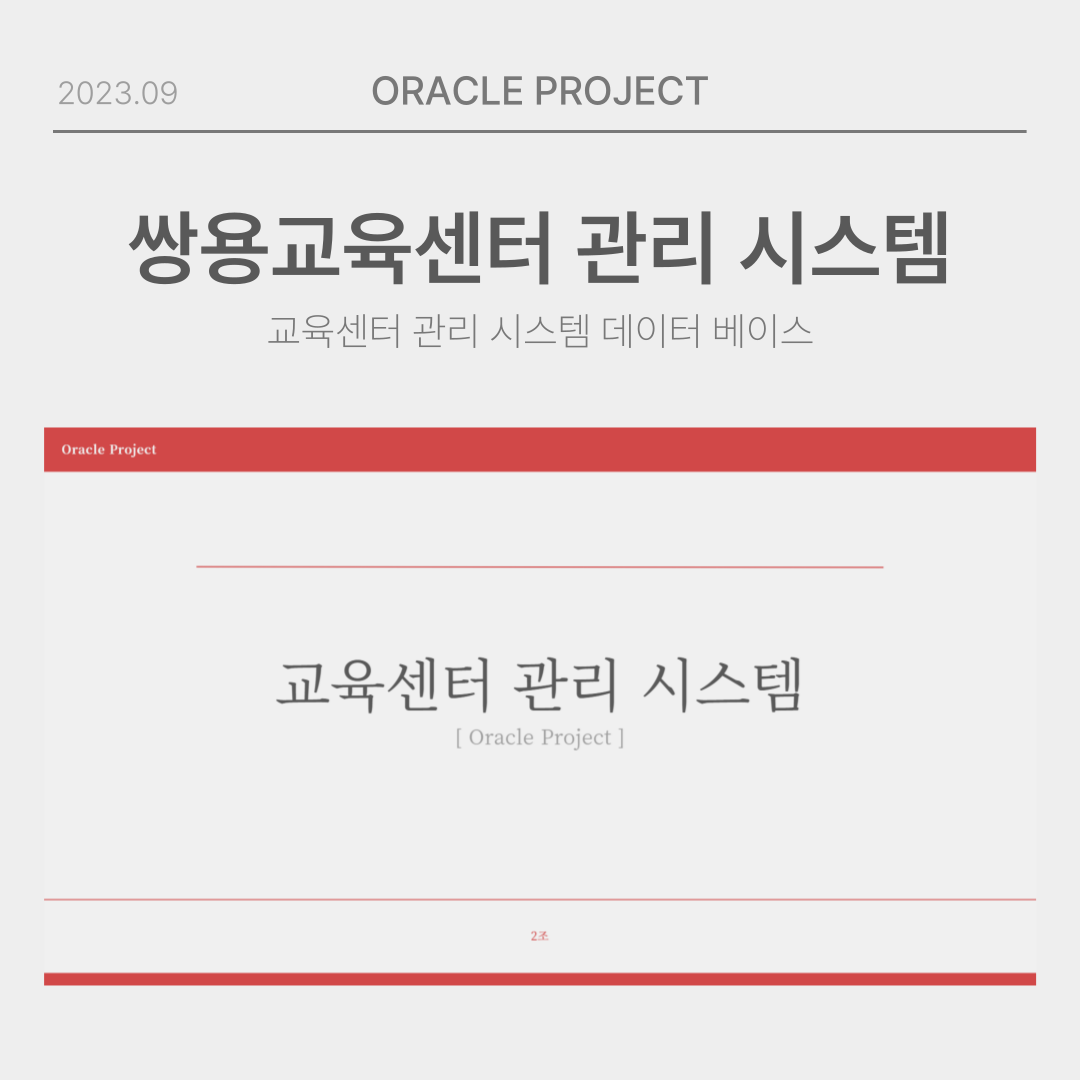 2023.09
ORACLE PROJECT
쌍용교육센터 관리 시스템
교육센터 관리 시스템 데이터 베이스
Oracle Project
교육센터 관리 시스템
[ Oracle Project ]
2조